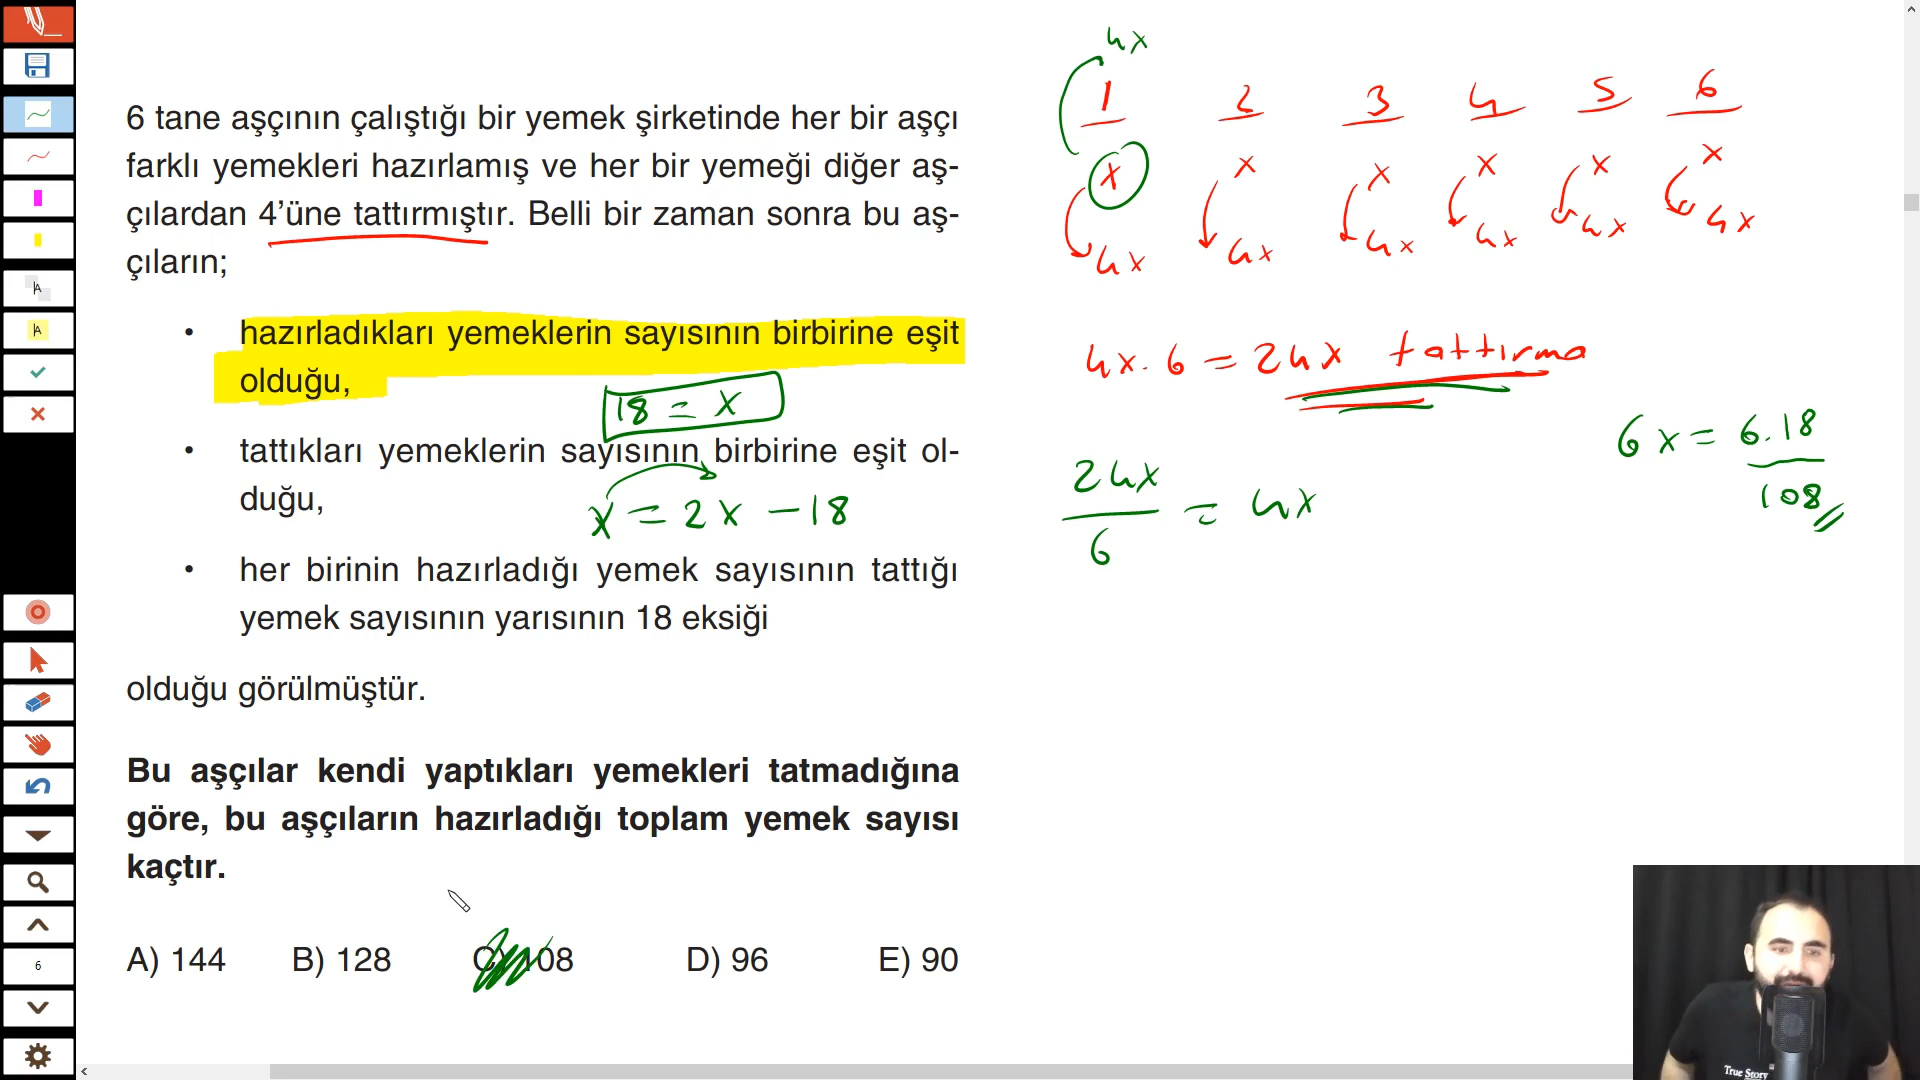 6 tane aşçının çalıştığı bir yemek şirketinde her bir aşçı
farklı yemekleri hazırlamış ve her bir yemeği diğer aş-
çılardan 4'üne tattırmıştır. Belli bir zaman sonra bu aş-
çıların;
• hazırladıkları yemeklerin sayısının birbirine eşit
olduğu,
18 = x
• tattıkları yemeklerin sayısının birbirine eşit ol-
duğu,
x = 2x - 18
• her birinin hazırladığı yemek sayısının tattığı
yemek sayısının yarısının 18 eksiği
olduğu görülmüştür.
Bu aşçılar kendi yaptıkları yemekleri tatmadığına
göre, bu aşçıların hazırladığı toplam yemek sayısı
kaçtır.
A) 144 B) 128 C) 108 D) 96 E) 90
4x
1 2 3 4 5 6
x x x x x x
4x 4x 4x 4x 4x 4x
4x . 6 = 24x tattırma
24x/6 = 4x
6x = 6.18
108
6
True Story